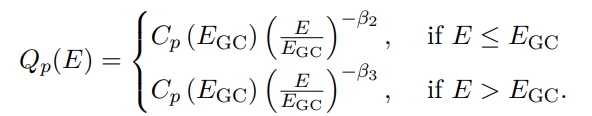 $$Q_p(E) = \begin{cases} C_p\,(E_{\mathrm{GC}}) \left(\frac{E}{E_{\mathrm{GC}}}\right)^{-\beta_2}, & \text{if } E \leq E_{\mathrm{GC}} \\ C_p\,(E_{\mathrm{GC}}) \left(\frac{E}{E_{\mathrm{GC}}}\right)^{-\beta_3}, & \text{if } E > E_{\mathrm{GC}}. \end{cases}$$